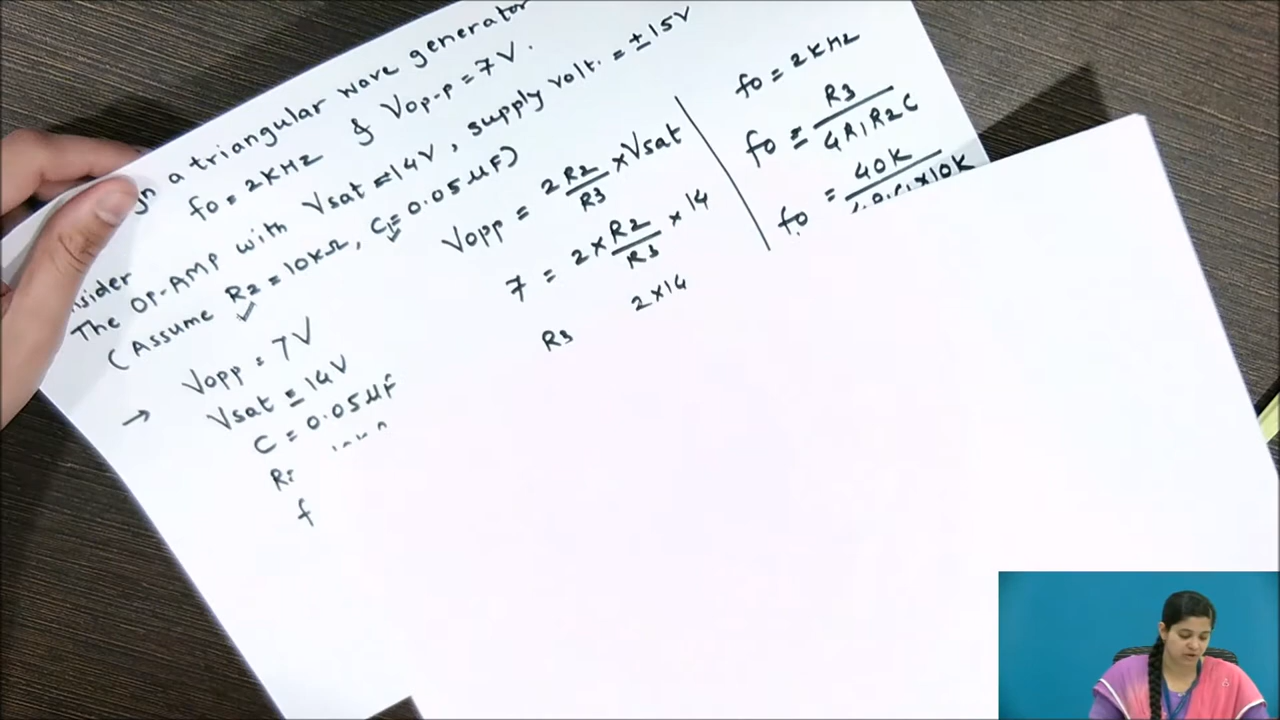 a triangular wave generator
fo = 2KHz & Vop-p = 7V.
The OP-AMP with Vsat = 14V, supply volt. = ±15V
(Assume R2 = 10KΩ, C1 = 0.05μF)
→ Vopp = 7V
Vsat = 14V
C = 0.05μF
f
Vopp = 2R2/R3 × Vsat
7 = 2 × R2/R3 × 14
2×14
R3
fo = 2KHz
fo = R3/4R1R2C
fo = 40K